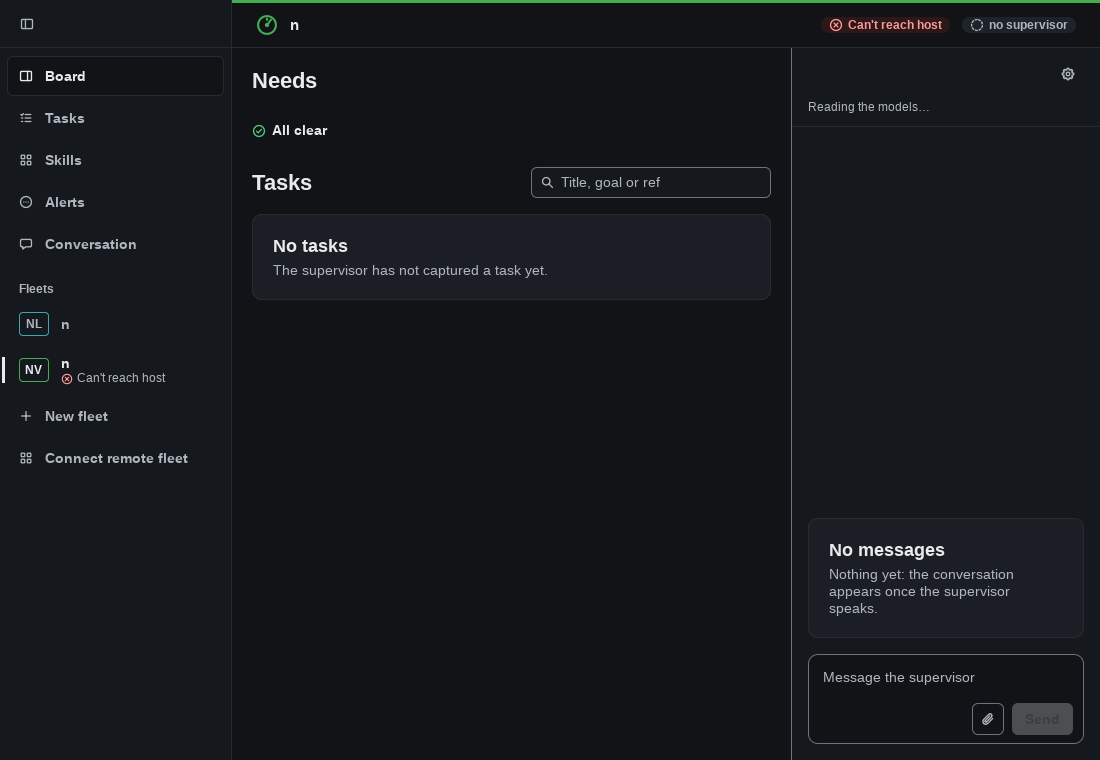 n
Can't reach host
no supervisor
Board
Tasks
Skills
Alerts
Conversation
Fleets
NL
n
NV
n
Can't reach host
New fleet
Connect remote fleet
Needs
All clear
Tasks
Title, goal or ref
No tasks
The supervisor has not captured a task yet.
Reading the models…
No messages
Nothing yet: the conversation
appears once the supervisor
speaks.
Message the supervisor
Send